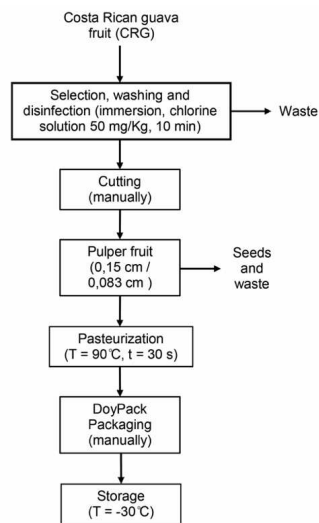 Costa Rican guava
fruit (CRG)
Selection, washing and
disinfection (immersion, chlorine
solution 50 mg/Kg, 10 min)
Waste
Cutting
(manually)
Pulper fruit
(0,15 cm /
0,083 cm )
Seeds
and
waste
Pasteurization
(T = 90°C, t = 30 s)
DoyPack
Packaging
(manually)
Storage
(T = -30°C)